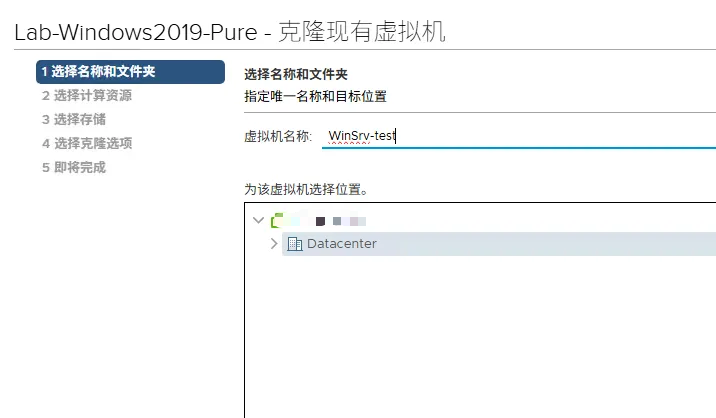 Lab-Windows2019-Pure - 克隆现有虚拟机
1 选择名称和文件夹
2 选择计算资源
3 选择存储
4 选择克隆选项
5 即将完成
选择名称和文件夹
指定唯一名称和目标位置
虚拟机名称: WinSrv-test
为该虚拟机选择位置。
Datacenter